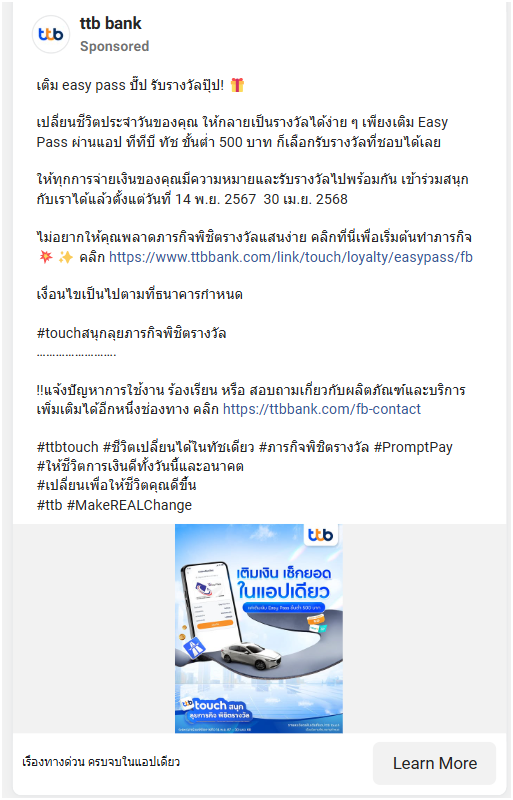 ttb bank
Sponsored
เติม easy pass ปั๊ป รับรางวัลปุ๊ป! 🎁
เปลี่ยนชีวิตประจำวันของคุณ ให้กลายเป็นรางวัลได้ง่าย ๆ เพียงเติม Easy
Pass ผ่านแอป ทีทีบี ทัช ขั้นต่ำ 500 บาท ก็เลือกรับรางวัลที่ชอบได้เลย
ให้ทุกการจ่ายเงินของคุณมีความหมายและรับรางวัลไปพร้อมกัน เข้าร่วมสนุก
กับเราได้แล้วตั้งแต่วันที่ 14 พ.ย. 2567 30 เม.ย. 2568
ไม่อยากให้คุณพลาดภารกิจพิชิตรางวัลแสนง่าย คลิกที่นี่เพื่อเริ่มต้นทำภารกิจ
💥 ✨ คลิก https://www.ttbbank.com/link/touch/loyalty/easypass/fb
เงื่อนไขเป็นไปตามที่ธนาคารกำหนด
#touchสนุกลุยภารกิจพิชิตรางวัล
…………………….
!!แจ้งปัญหาการใช้งาน ร้องเรียน หรือ สอบถามเกี่ยวกับผลิตภัณฑ์และบริการ
เพิ่มเติมได้อีกหนึ่งช่องทาง คลิก https://ttbbank.com/fb-contact
#ttbtouch #ชีวิตเปลี่ยนได้ในทัชเดียว #ภารกิจพิชิตรางวัล #PromptPay
#ให้ชีวิตการเงินดีทั้งวันนี้และอนาคต
#เปลี่ยนเพื่อให้ชีวิตคุณดีขึ้น
#ttb #MakeREALChange
ttb
เติมเงิน เช็กยอด
ในแอปเดียว
ttb touch สนุก
ลุยภารกิจ พิชิตรางวัล
เรื่องทางด่วน ครบจบในแอปเดียว
Learn More